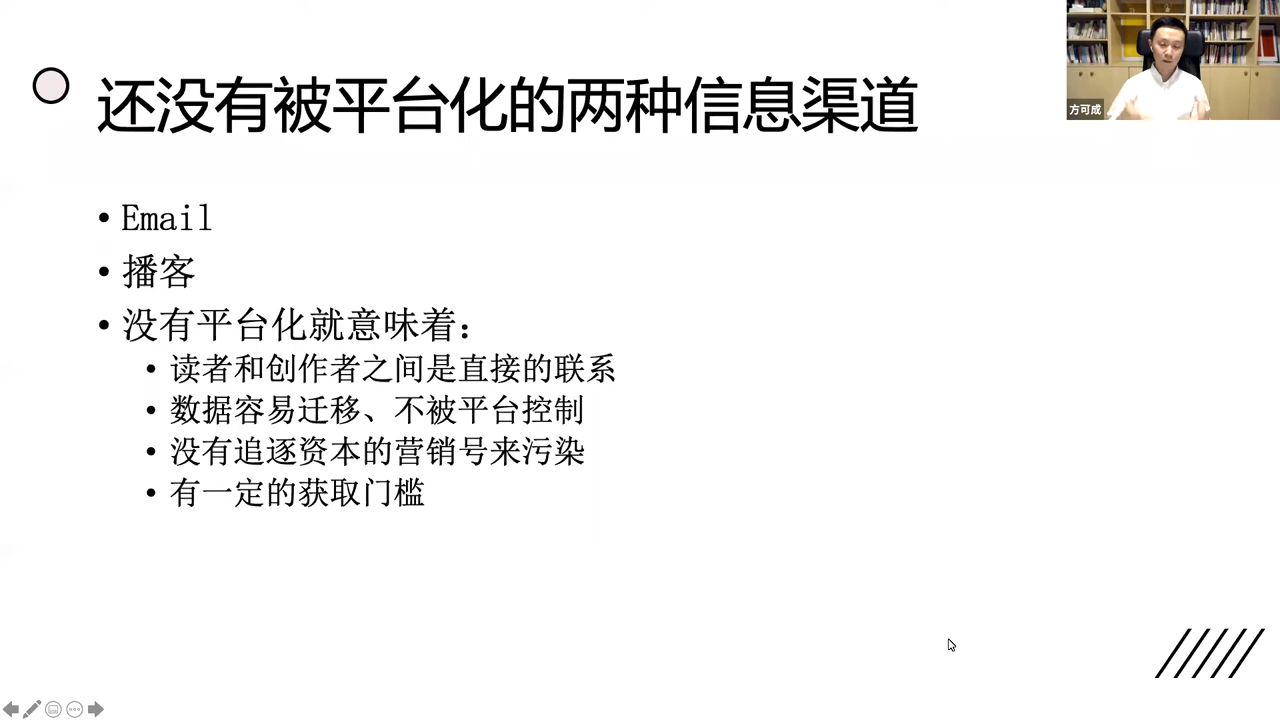 还没有被平台化的两种信息渠道
方可成
• Email
• 播客
• 没有平台化就意味着：
• 读者和创作者之间是直接的联系
• 数据容易迁移、不被平台控制
• 没有追逐资本的营销号来污染
• 有一定的获取门槛